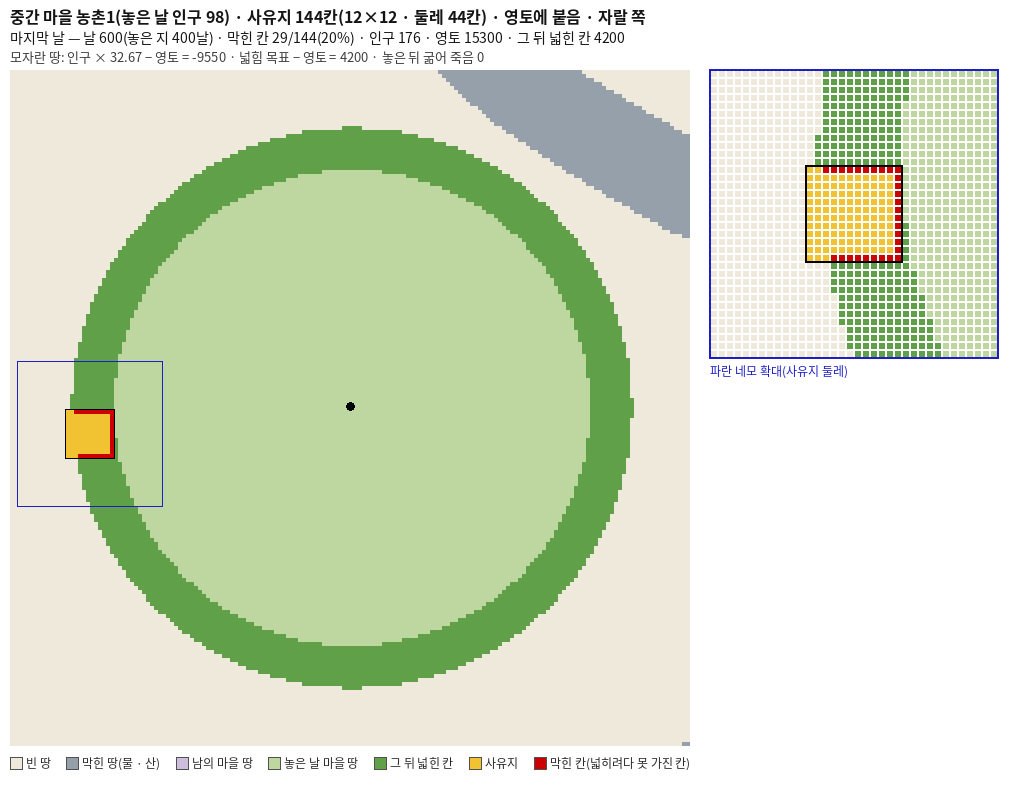 중간 마을 농촌1(놓은 날 인구 98) · 사유지 144칸(12×12 · 둘레 44칸) · 영토에 붙음 · 자랄 쪽
마지막 날 — 날 600(놓은 지 400날) · 막힌 칸 29/144(20%) · 인구 176 · 영토 15300 · 그 뒤 넓힌 칸 4200
모자란 땅: 인구 × 32.67 − 영토 = -9550 · 넓힘 목표 − 영토 = 4200 · 놓은 뒤 굶어 죽음 0
파란 네모 확대(사유지 둘레)
빈 땅 막힌 땅(물 · 산) 남의 마을 땅 놓은 날 마을 땅 그 뒤 넓힌 칸 사유지 막힌 칸(넓히려다 못 가진 칸)